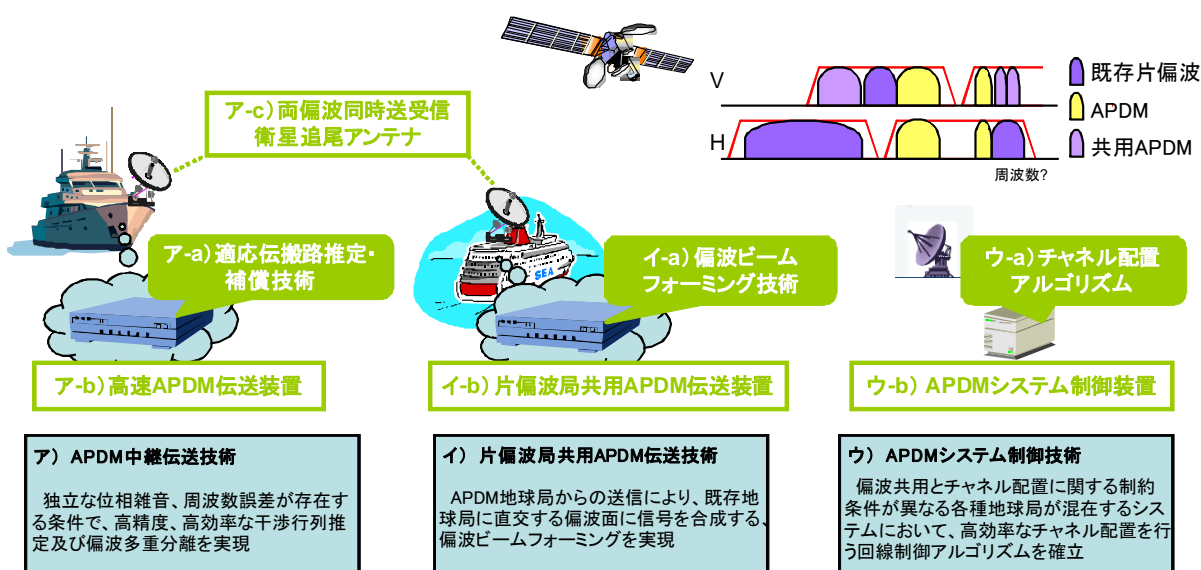 V
H
既存片偏波
APDM
共用APDM
周波数?
ア-c)両偏波同時送受信
衛星追尾アンテナ
ア-a)適応伝搬路推定・
補償技術
SEA
イ-a)偏波ビーム
フォーミング技術
ウ-a)チャネル配置
アルゴリズム
ア-b)高速APDM伝送装置
イ-b)片偏波局共用APDM伝送装置
ウ-b) APDMシステム制御装置
ア) APDM中継伝送技術
独立な位相雑音、周波数誤差が存在す
る条件で、高精度、高効率な干渉行列推
定及び偏波多重分離を実現
イ) 片偏波局共用APDM伝送技術
APDM地球局からの送信により、既存地
球局に直交する偏波面に信号を合成する、
偏波ビームフォーミングを実現
ウ) APDMシステム制御技術
偏波共用とチャネル配置に関する制約
条件が異なる各種地球局が混在するシス
テムにおいて、高効率なチャネル配置を行
う回線制御アルゴリズムを確立